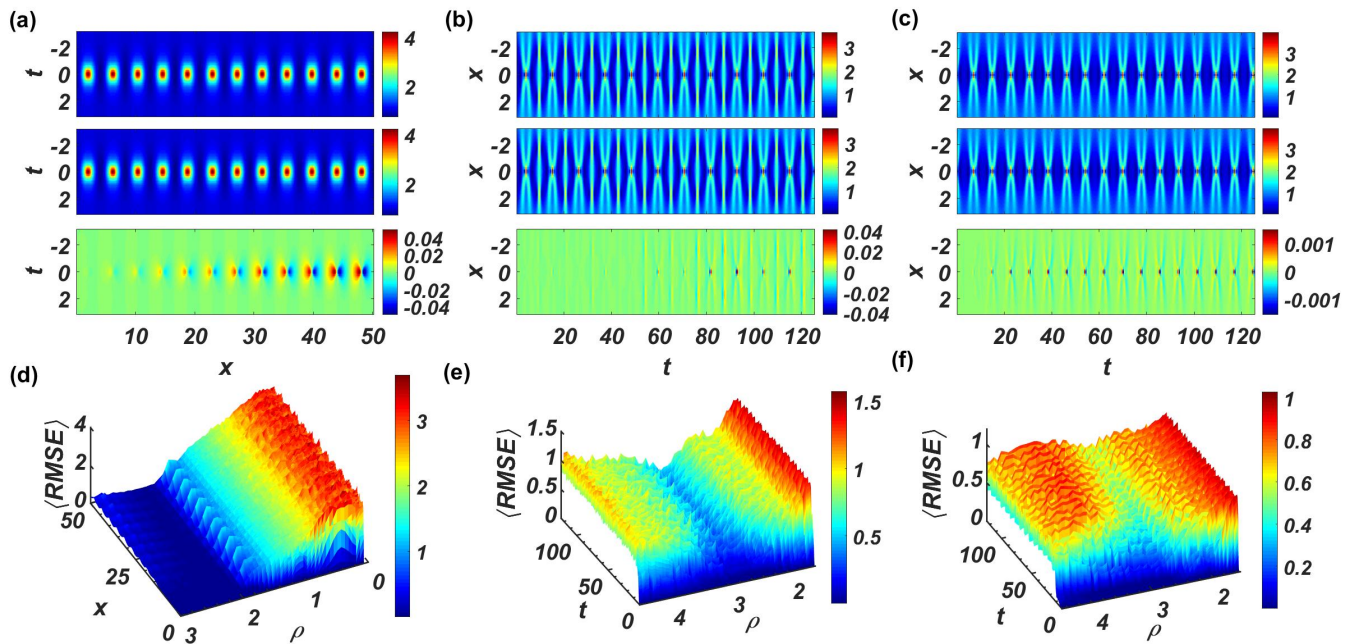 (a) (b) (c)
-2 0 2 t 4 2
-2 0 2 x 3 2 1
-2 0 2 x 3 2 1
-2 0 2 t 4 2
-2 0 2 x 3 2 1
-2 0 2 x 3 2 1
-2 0 2 t 0.04 0.02 0 -0.02 -0.04
-2 0 2 x 0.04 0.02 0 -0.02 -0.04
-2 0 2 x 0.001 0 -0.001
10 20 30 40 50
20 40 60 80 100 120
20 40 60 80 100 120
x t t
(d) (e) (f)
⟨RMSE⟩ 4 2 0
50 25 0 x
3 2 1 0 ρ
3 2 1
⟨RMSE⟩ 1.5 1 0.5 0
100 50 0 t
4 3 2 ρ
1.5 1 0.5
⟨RMSE⟩ 1 0.5 0
100 50 0 t
4 3 2 ρ
1 0.8 0.6 0.4 0.2